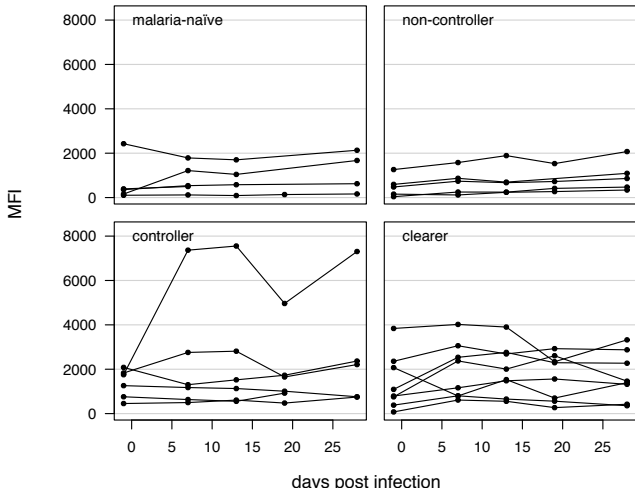 malaria-naïve non-controller
8000
6000
4000
2000
0
MFI
controller clearer
8000
6000
4000
2000
0
0 5 10 15 20 25 0 5 10 15 20 25
days post infection